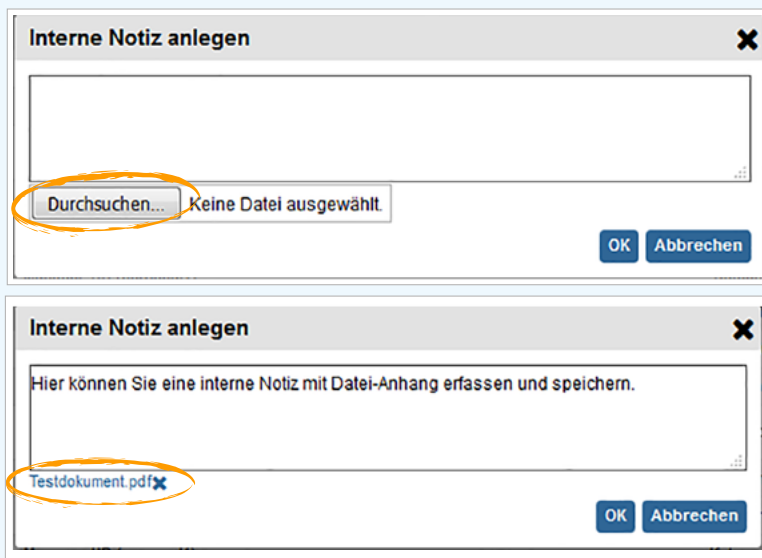 Interne Notiz anlegen
Durchsuchen... Keine Datei ausgewählt.
OK Abbrechen
Interne Notiz anlegen
Hier können Sie eine interne Notiz mit Datei-Anhang erfassen und speichern.
Testdokument.pdf
OK Abbrechen